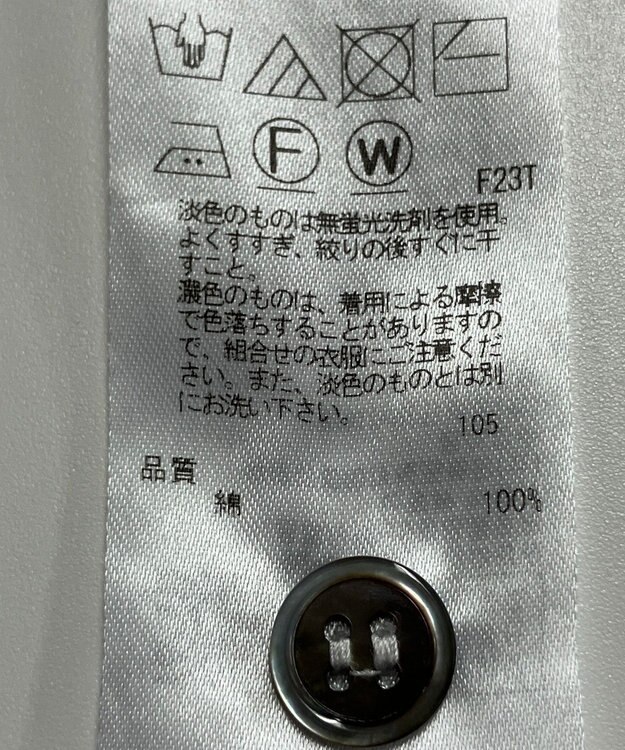 F W
F23T
淡色のものは無蛍光洗剤を使用。
よくすすぎ、絞りの後すぐに干
すこと。
濃色のものは、着用による摩擦
で色落ちすることがありますの
で、組合せの衣服にご注意くだ
さい。また、淡色のものとは別
にお洗い下さい。
105
品質
綿 100%